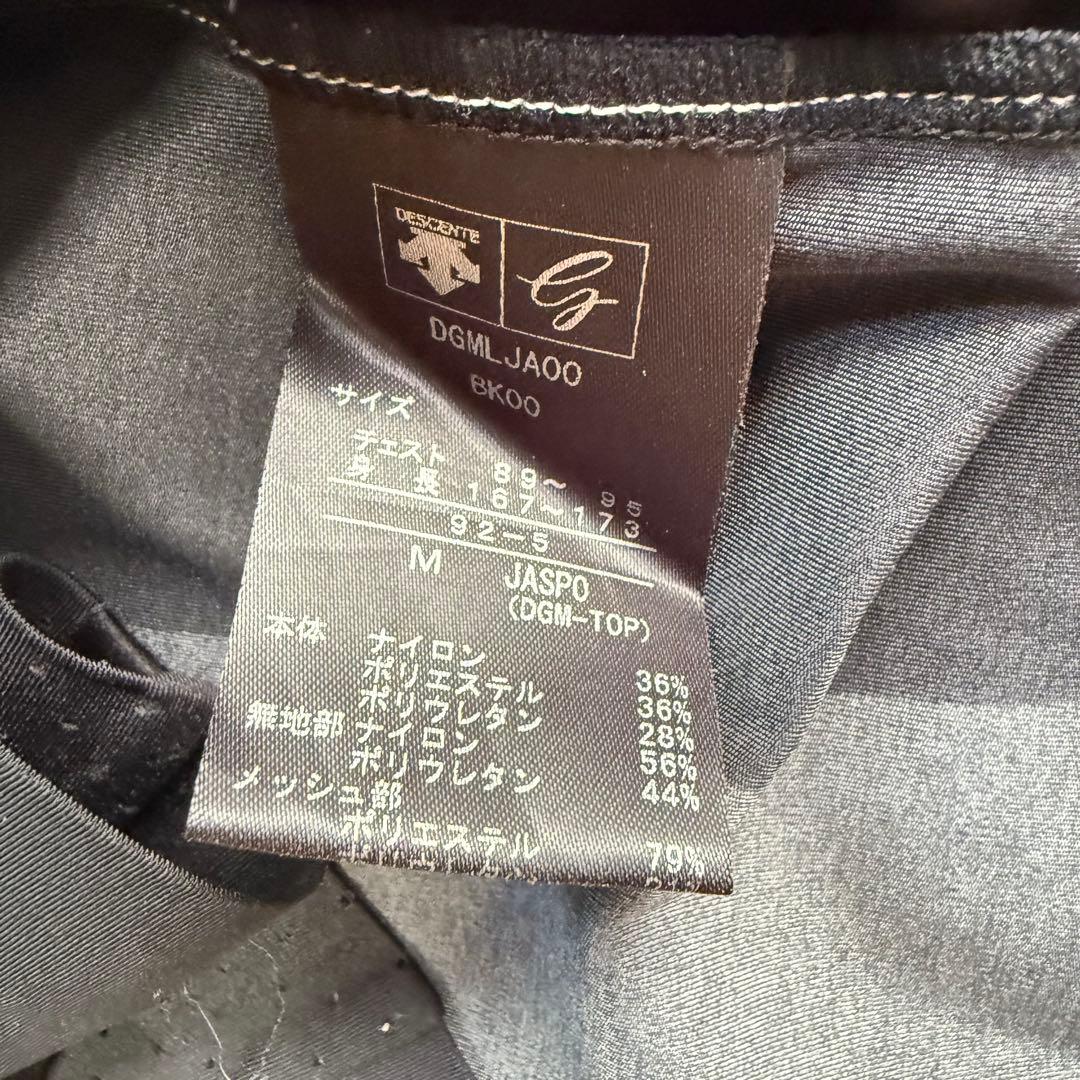 DESCENTE
DGMLJA00
BK00
サイズ
チェスト 89~95
身長 167~173
92-5
M JASPO
(DGM-TOP)
本体 ナイロン 36%
ポリエステル 36%
ポリウレタン 28%
無地部 ナイロン 56%
ポリウレタン 44%
メッシュ部
ポリエステル 79%